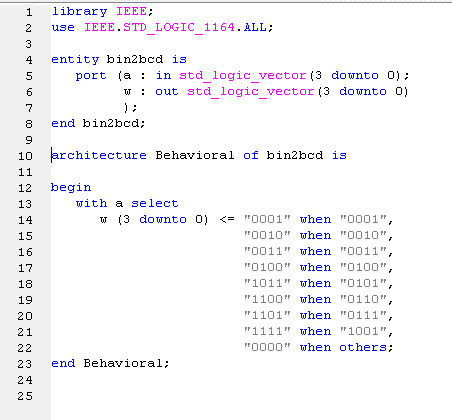 1 library IEEE;
2 use IEEE.STD_LOGIC_1164.ALL;
3
4 entity bin2bcd is
5 port (a : in std_logic_vector(3 downto 0);
6 w : out std_logic_vector(3 downto 0)
7 );
8 end bin2bcd;
9
10 architecture Behavioral of bin2bcd is
11
12 begin
13 with a select
14 w (3 downto 0) <= "0001" when "0001",
15 "0010" when "0010",
16 "0011" when "0011",
17 "0100" when "0100",
18 "1011" when "0101",
19 "1100" when "0110",
20 "1101" when "0111",
21 "1111" when "1001",
22 "0000" when others;
23 end Behavioral;
24
25